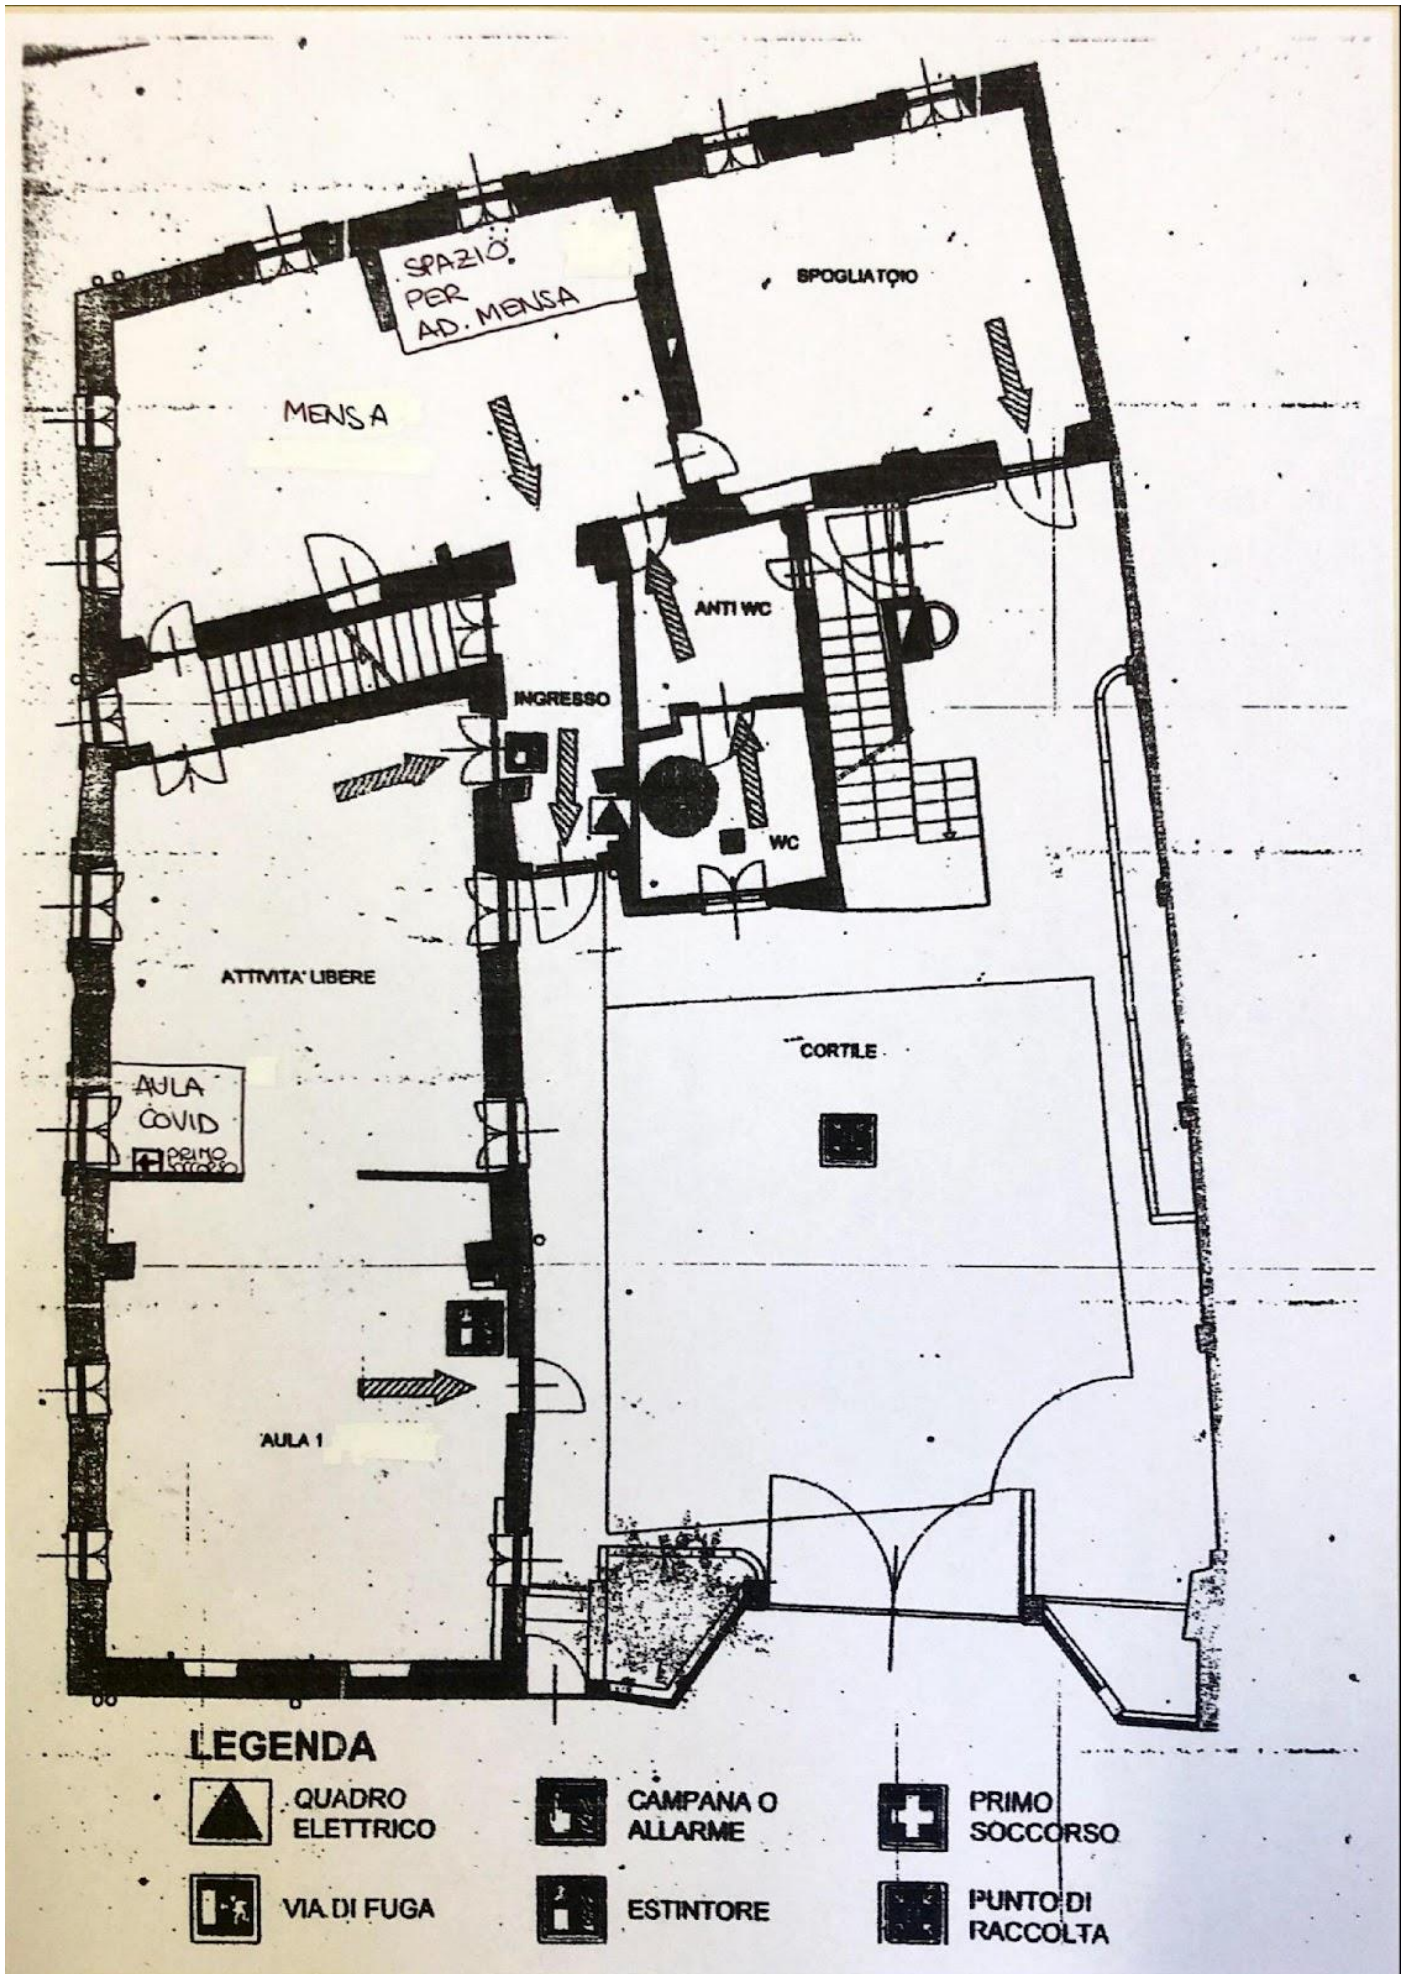 SPAZIO
PER
AD. MENSA
SPOGLIATOIO
MENSA
ANTI WC
INGRESSO
WC
ATTIVITA' LIBERE
CORTILE
AULA
COVID
PRIMO
SOCCORSO
AULA 1
LEGENDA
QUADRO
ELETTRICO
CAMPANA O
ALLARME
PRIMO
SOCCORSO
VIA DI FUGA
ESTINTORE
PUNTO DI
RACCOLTA